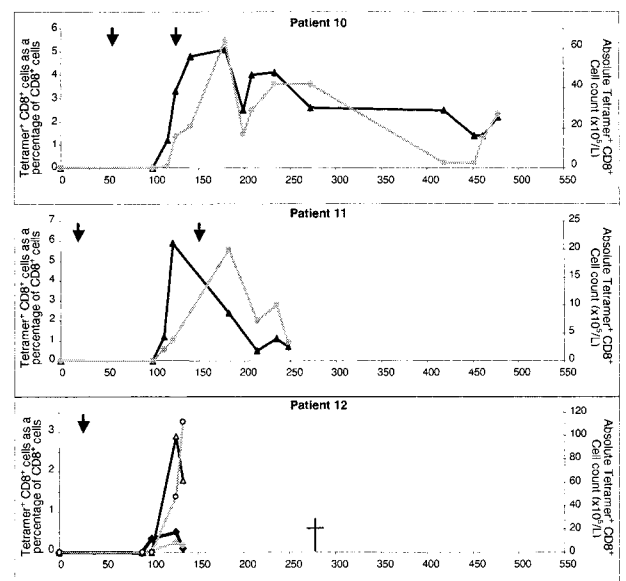 Patient 10
Tetramer⁺ CD8⁺ cells as a
percentage of CD8⁺ cells
6
5
4
3
2
1
0
60
40
20
0
Absolute Tetramer⁺ CD8⁺
Cell count (x10⁵/L)
0 50 100 150 200 250 300 350 400 450 500 550
Patient 11
Tetramer⁺ CD8⁺ cells as a
percentage of CD8⁺ cells
7
6
5
4
3
2
1
0
25
20
15
10
5
0
Absolute Tetramer⁺ CD8⁺
Cell count (x10⁵/L)
0 50 100 150 200 250 300 350 400 450 500 550
Patient 12
Tetramer⁺ CD8⁺ cells as a
percentage of CD8⁺ cells
3
2
1
0
120
100
80
60
40
20
0
Absolute Tetramer⁺ CD8⁺
Cell count (x10⁵/L)
0 50 100 150 200 250 300 350 400 450 500 550